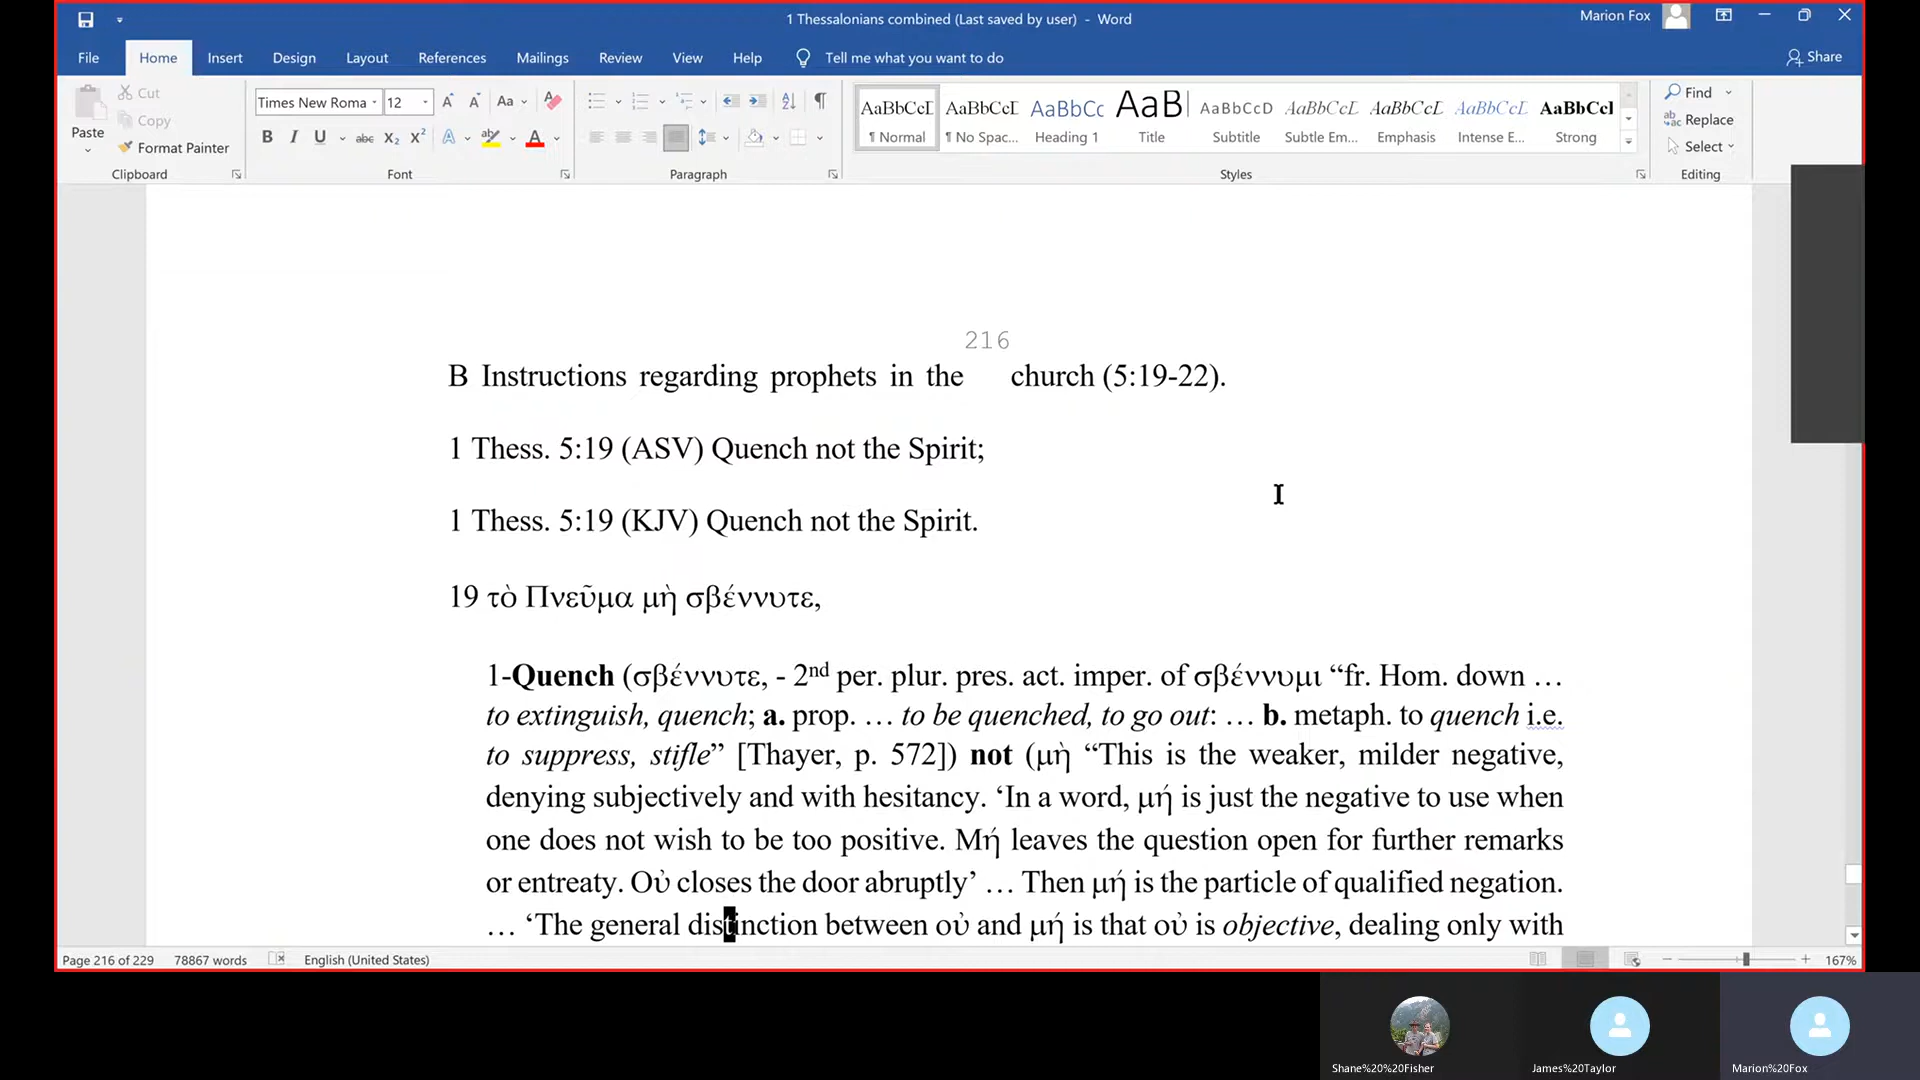 1 Thessalonians combined (Last saved by user) - Word
Marion Fox
File Home Insert Design Layout References Mailings Review View Help Tell me what you want to do Share
Paste
Cut
Copy
Format Painter
Clipboard
Times New Roma 12
Font
Paragraph
AaBbCcI AaBbCcI AaBbCc AaB AaBbCcD AaBbCcL AaBbCcL AaBbCcL AaBbCcI
¶ Normal ¶ No Spac... Heading 1 Title Subtitle Subtle Em... Emphasis Intense E... Strong
Styles
Find
Replace
Select
Editing
216
B Instructions regarding prophets in the church (5:19-22).
1 Thess. 5:19 (ASV) Quench not the Spirit;
1 Thess. 5:19 (KJV) Quench not the Spirit.
19 τὸ Πνεῦμα μὴ σβέννυτε,
1-Quench (σβέννυτε, - 2nd per. plur. pres. act. imper. of σβέννυμι “fr. Hom. down …
to extinguish, quench; a. prop. … to be quenched, to go out: … b. metaph. to quench i.e.
to suppress, stifle” [Thayer, p. 572]) not (μὴ “This is the weaker, milder negative,
denying subjectively and with hesitancy. ‘In a word, μή is just the negative to use when
one does not wish to be too positive. Μή leaves the question open for further remarks
or entreaty. Οὐ closes the door abruptly’ … Then μή is the particle of qualified negation.
… ‘The general distinction between οὐ and μή is that οὐ is objective, dealing only with
Page 216 of 229 78867 words English (United States) 167%
Shane%20%20Fisher James%20Taylor Marion%20Fox